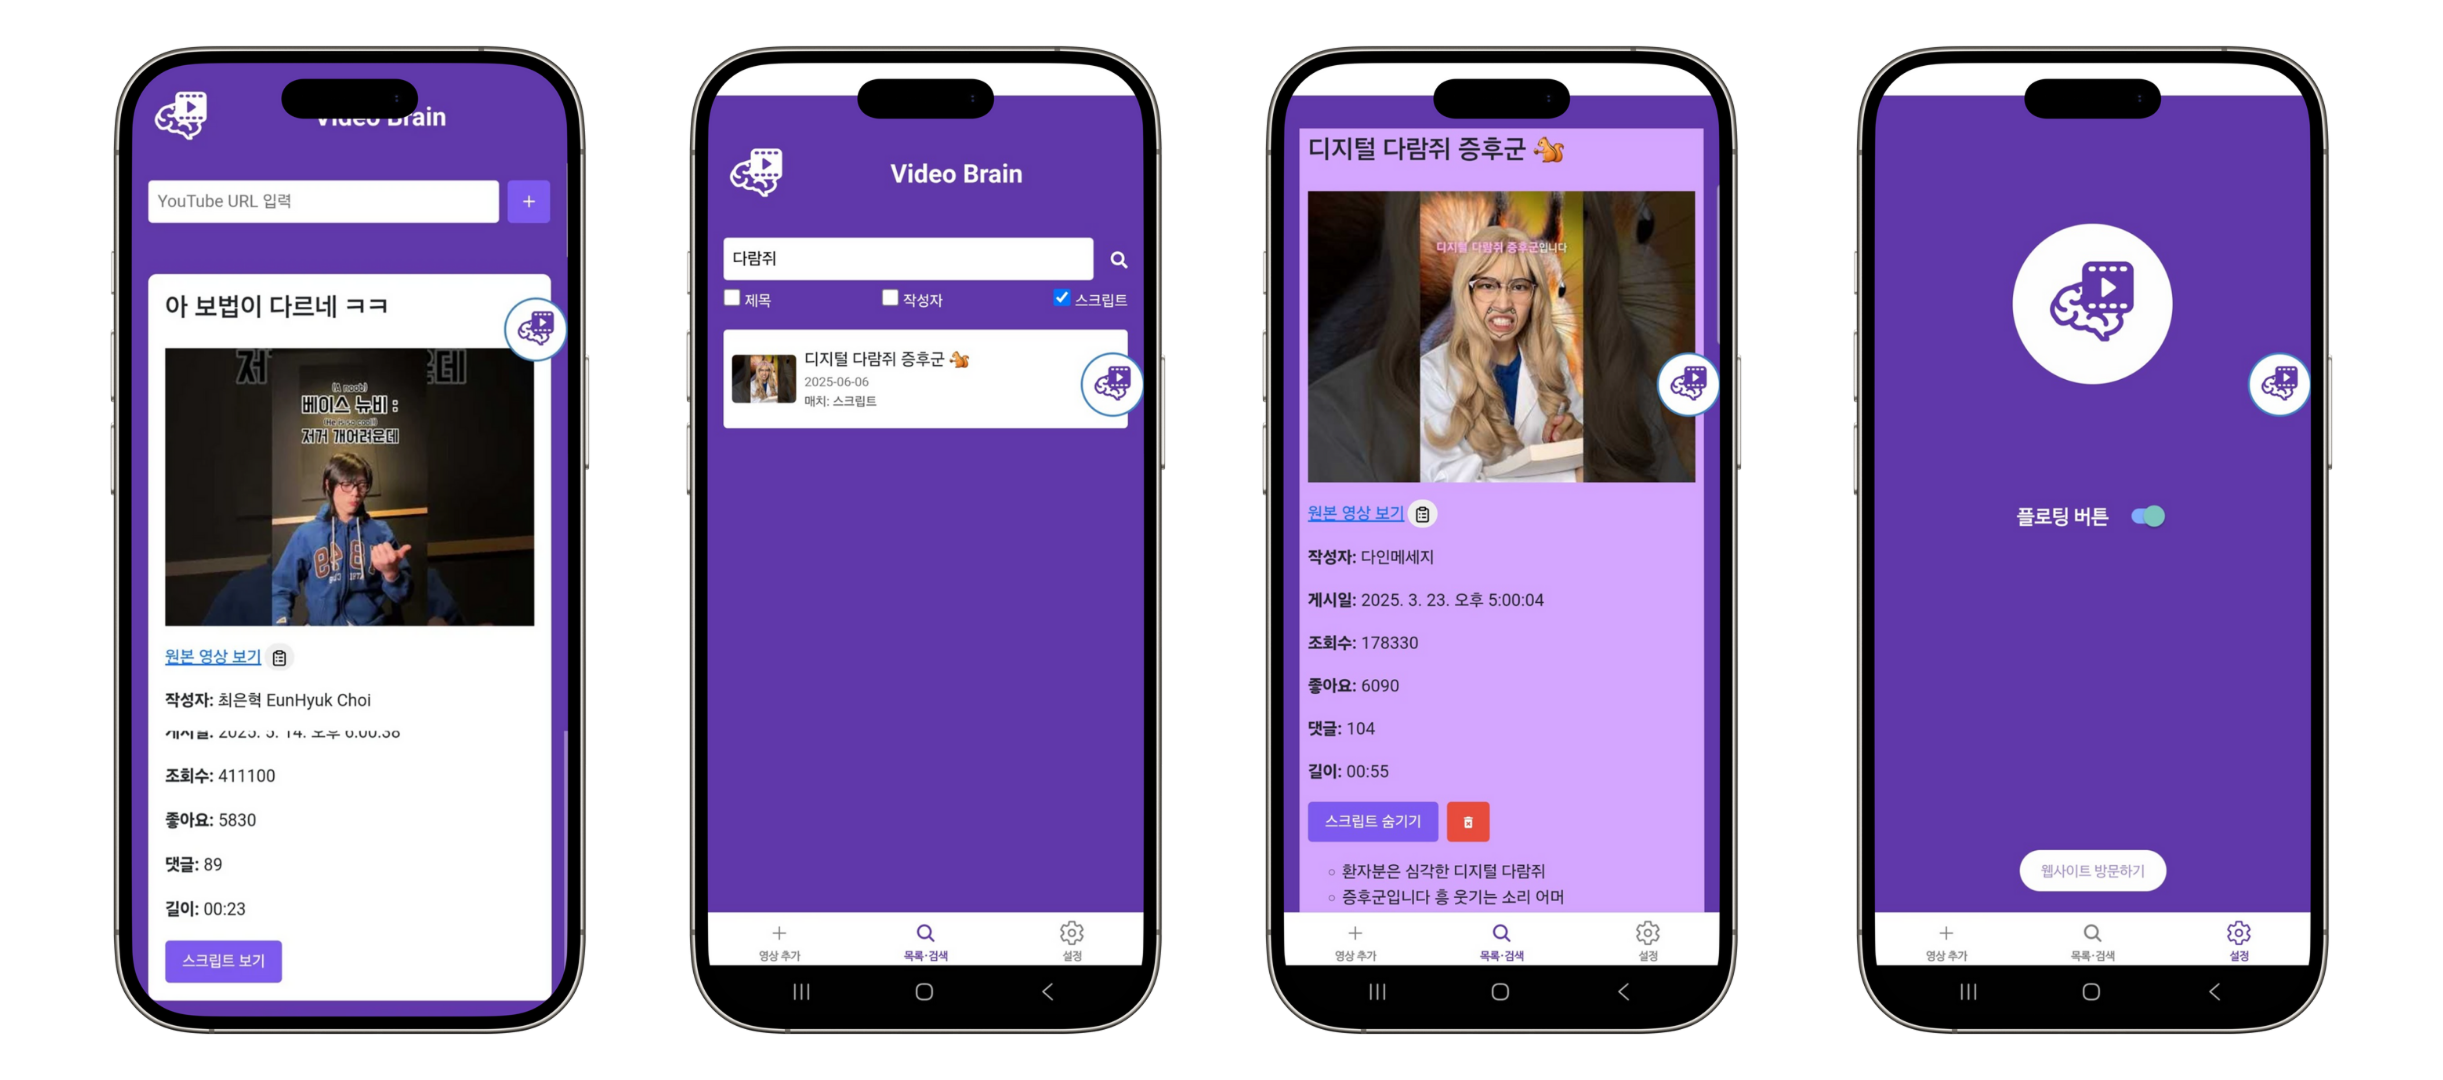 Video Brain
YouTube URL 입력
+
아 보법이 다르네 ㅋㅋ
저
데
(A noob)
베이스 뉴비 :
(He is so cool)
저거 개어려운데
원본 영상 보기
작성자: 최은혁 EunHyuk Choi
게시일: 2025. 5. 14. 오후 6:00:38
조회수: 411100
좋아요: 5830
댓글: 89
길이: 00:23
스크립트 보기
Video Brain
다람쥐
제목
작성자
스크립트
디지털 다람쥐 증후군 🐿️
2025-06-06
매치: 스크립트
영상 추가
목록·검색
설정
디지털 다람쥐 증후군 🐿️
디지털 다람쥐 증후군입니다
원본 영상 보기
작성자: 다인메세지
게시일: 2025. 3. 23. 오후 5:00:04
조회수: 178330
좋아요: 6090
댓글: 104
길이: 00:55
스크립트 숨기기
환자분은 심각한 디지털 다람쥐
증후군입니다 흥 웃기는 소리 어머
영상 추가
목록·검색
설정
플로팅 버튼
웹사이트 방문하기
영상 추가
목록·검색
설정